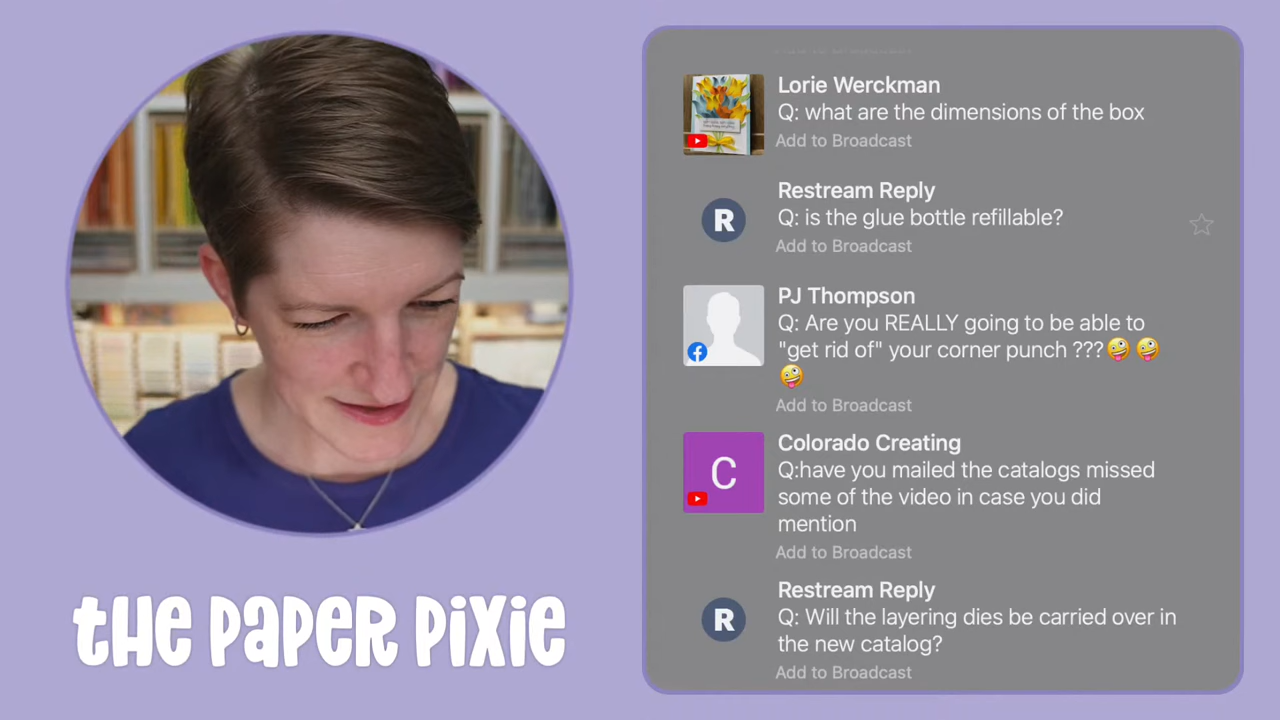 Lorie Werckman
Q: what are the dimensions of the box
Add to Broadcast
Restream Reply
R
Q: is the glue bottle refillable?
Add to Broadcast
PJ Thompson
Q: Are you REALLY going to be able to
"get rid of" your corner punch ???🤪 🤪
🤪
Add to Broadcast
Colorado Creating
C
Q:have you mailed the catalogs missed
some of the video in case you did
mention
Add to Broadcast
Restream Reply
R
Q: Will the layering dies be carried over in
the new catalog?
Add to Broadcast
the PAPER PIXIE